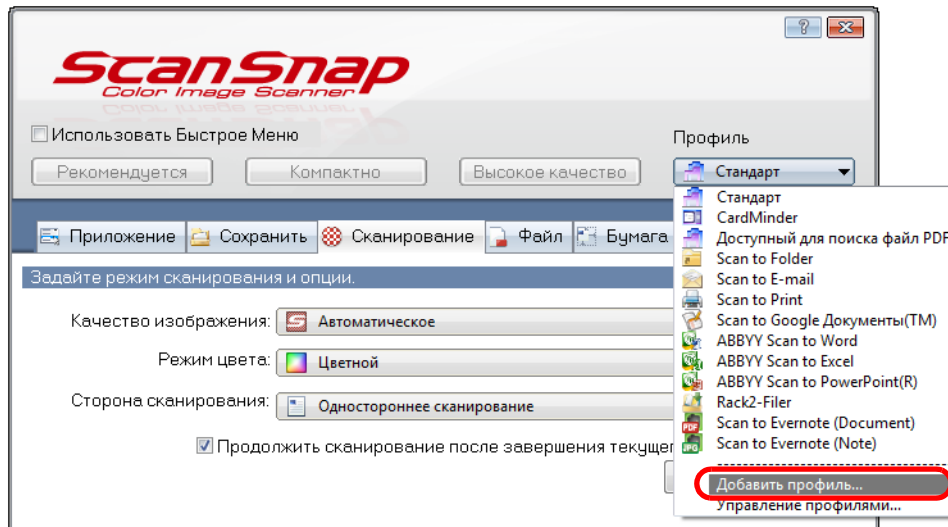 ScanSnap
Color Image Scanner
Использовать Быстрое Меню
Профиль
Рекомендуется
Компактно
Высокое качество
Стандарт
Приложение
Сохранить
Сканирование
Файл
Бумага
Задайте режим сканирования и опции.
Качество изображения:
Автоматическое
Режим цвета:
Цветной
Сторона сканирования:
Одностороннее сканирование
Продолжить сканирование после завершения текущег
Стандарт
CardMinder
Доступный для поиска файл PDF
Scan to Folder
Scan to E-mail
Scan to Print
Scan to Google Документы(TM)
ABBYY Scan to Word
ABBYY Scan to Excel
ABBYY Scan to PowerPoint(R)
Rack2-Filer
Scan to Evernote (Document)
Scan to Evernote (Note)
Добавить профиль...
Управление профилями...